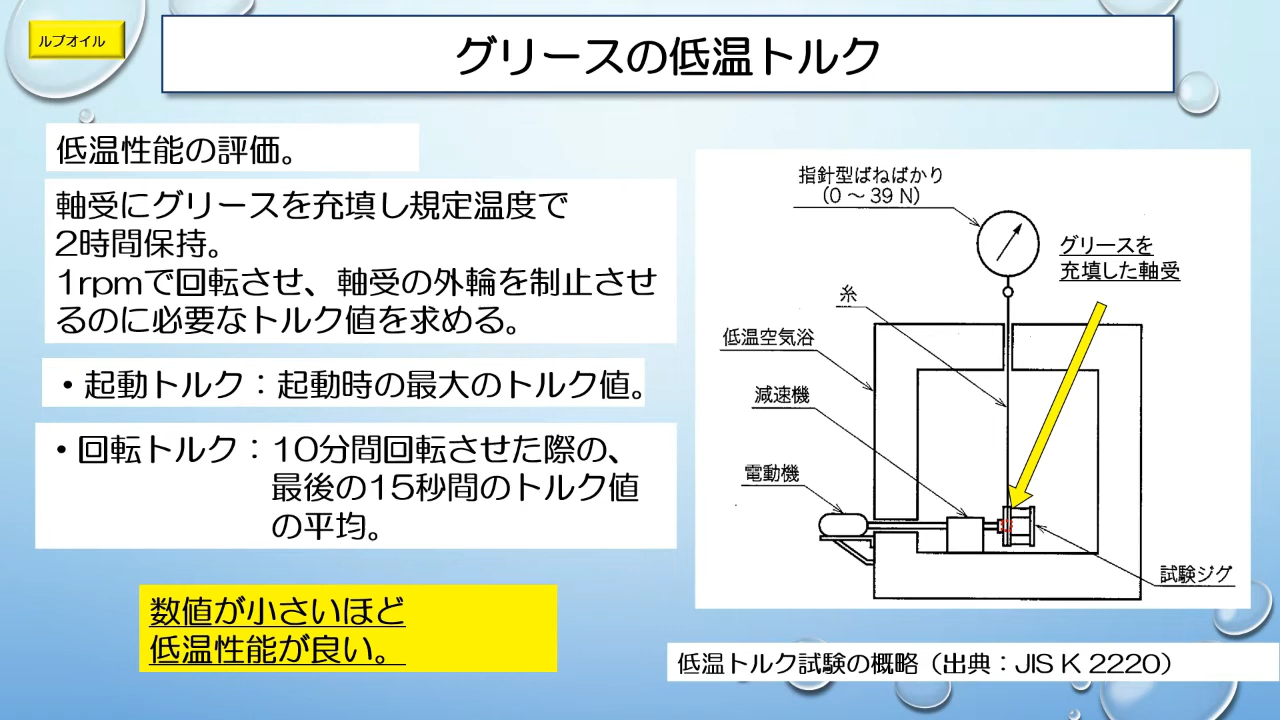 ルブオイル
グリースの低温トルク
低温性能の評価。
軸受にグリースを充填し規定温度で
2時間保持。
1rpmで回転させ、軸受の外輪を制止させ
るのに必要なトルク値を求める。
・起動トルク：起動時の最大のトルク値。
・回転トルク：10分間回転させた際の、
最後の15秒間のトルク値
の平均。
数値が小さいほど
低温性能が良い。
指針型ばねばかり
(0 ～ 39 N)
グリースを
充填した軸受
糸
低温空気浴
減速機
電動機
試験ジグ
低温トルク試験の概略（出典：JIS K 2220）